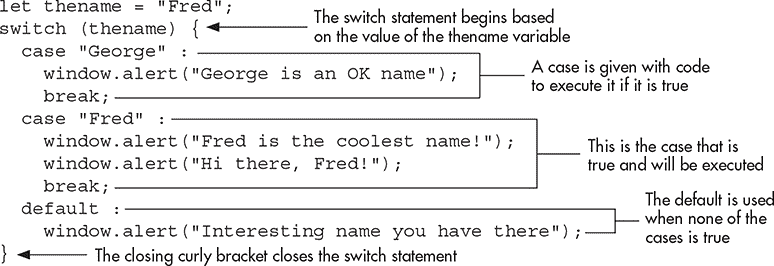 let thename = "Fred";
switch (thename) {
The switch statement begins based
on the value of the thename variable
case "George" :
window.alert("George is an OK name");
break;
A case is given with code
to execute it if it is true
case "Fred" :
window.alert("Fred is the coolest name!");
window.alert("Hi there, Fred!");
break;
This is the case that is
true and will be executed
default :
window.alert("Interesting name you have there");
The default is used
when none of the
cases is true
}
The closing curly bracket closes the switch statement